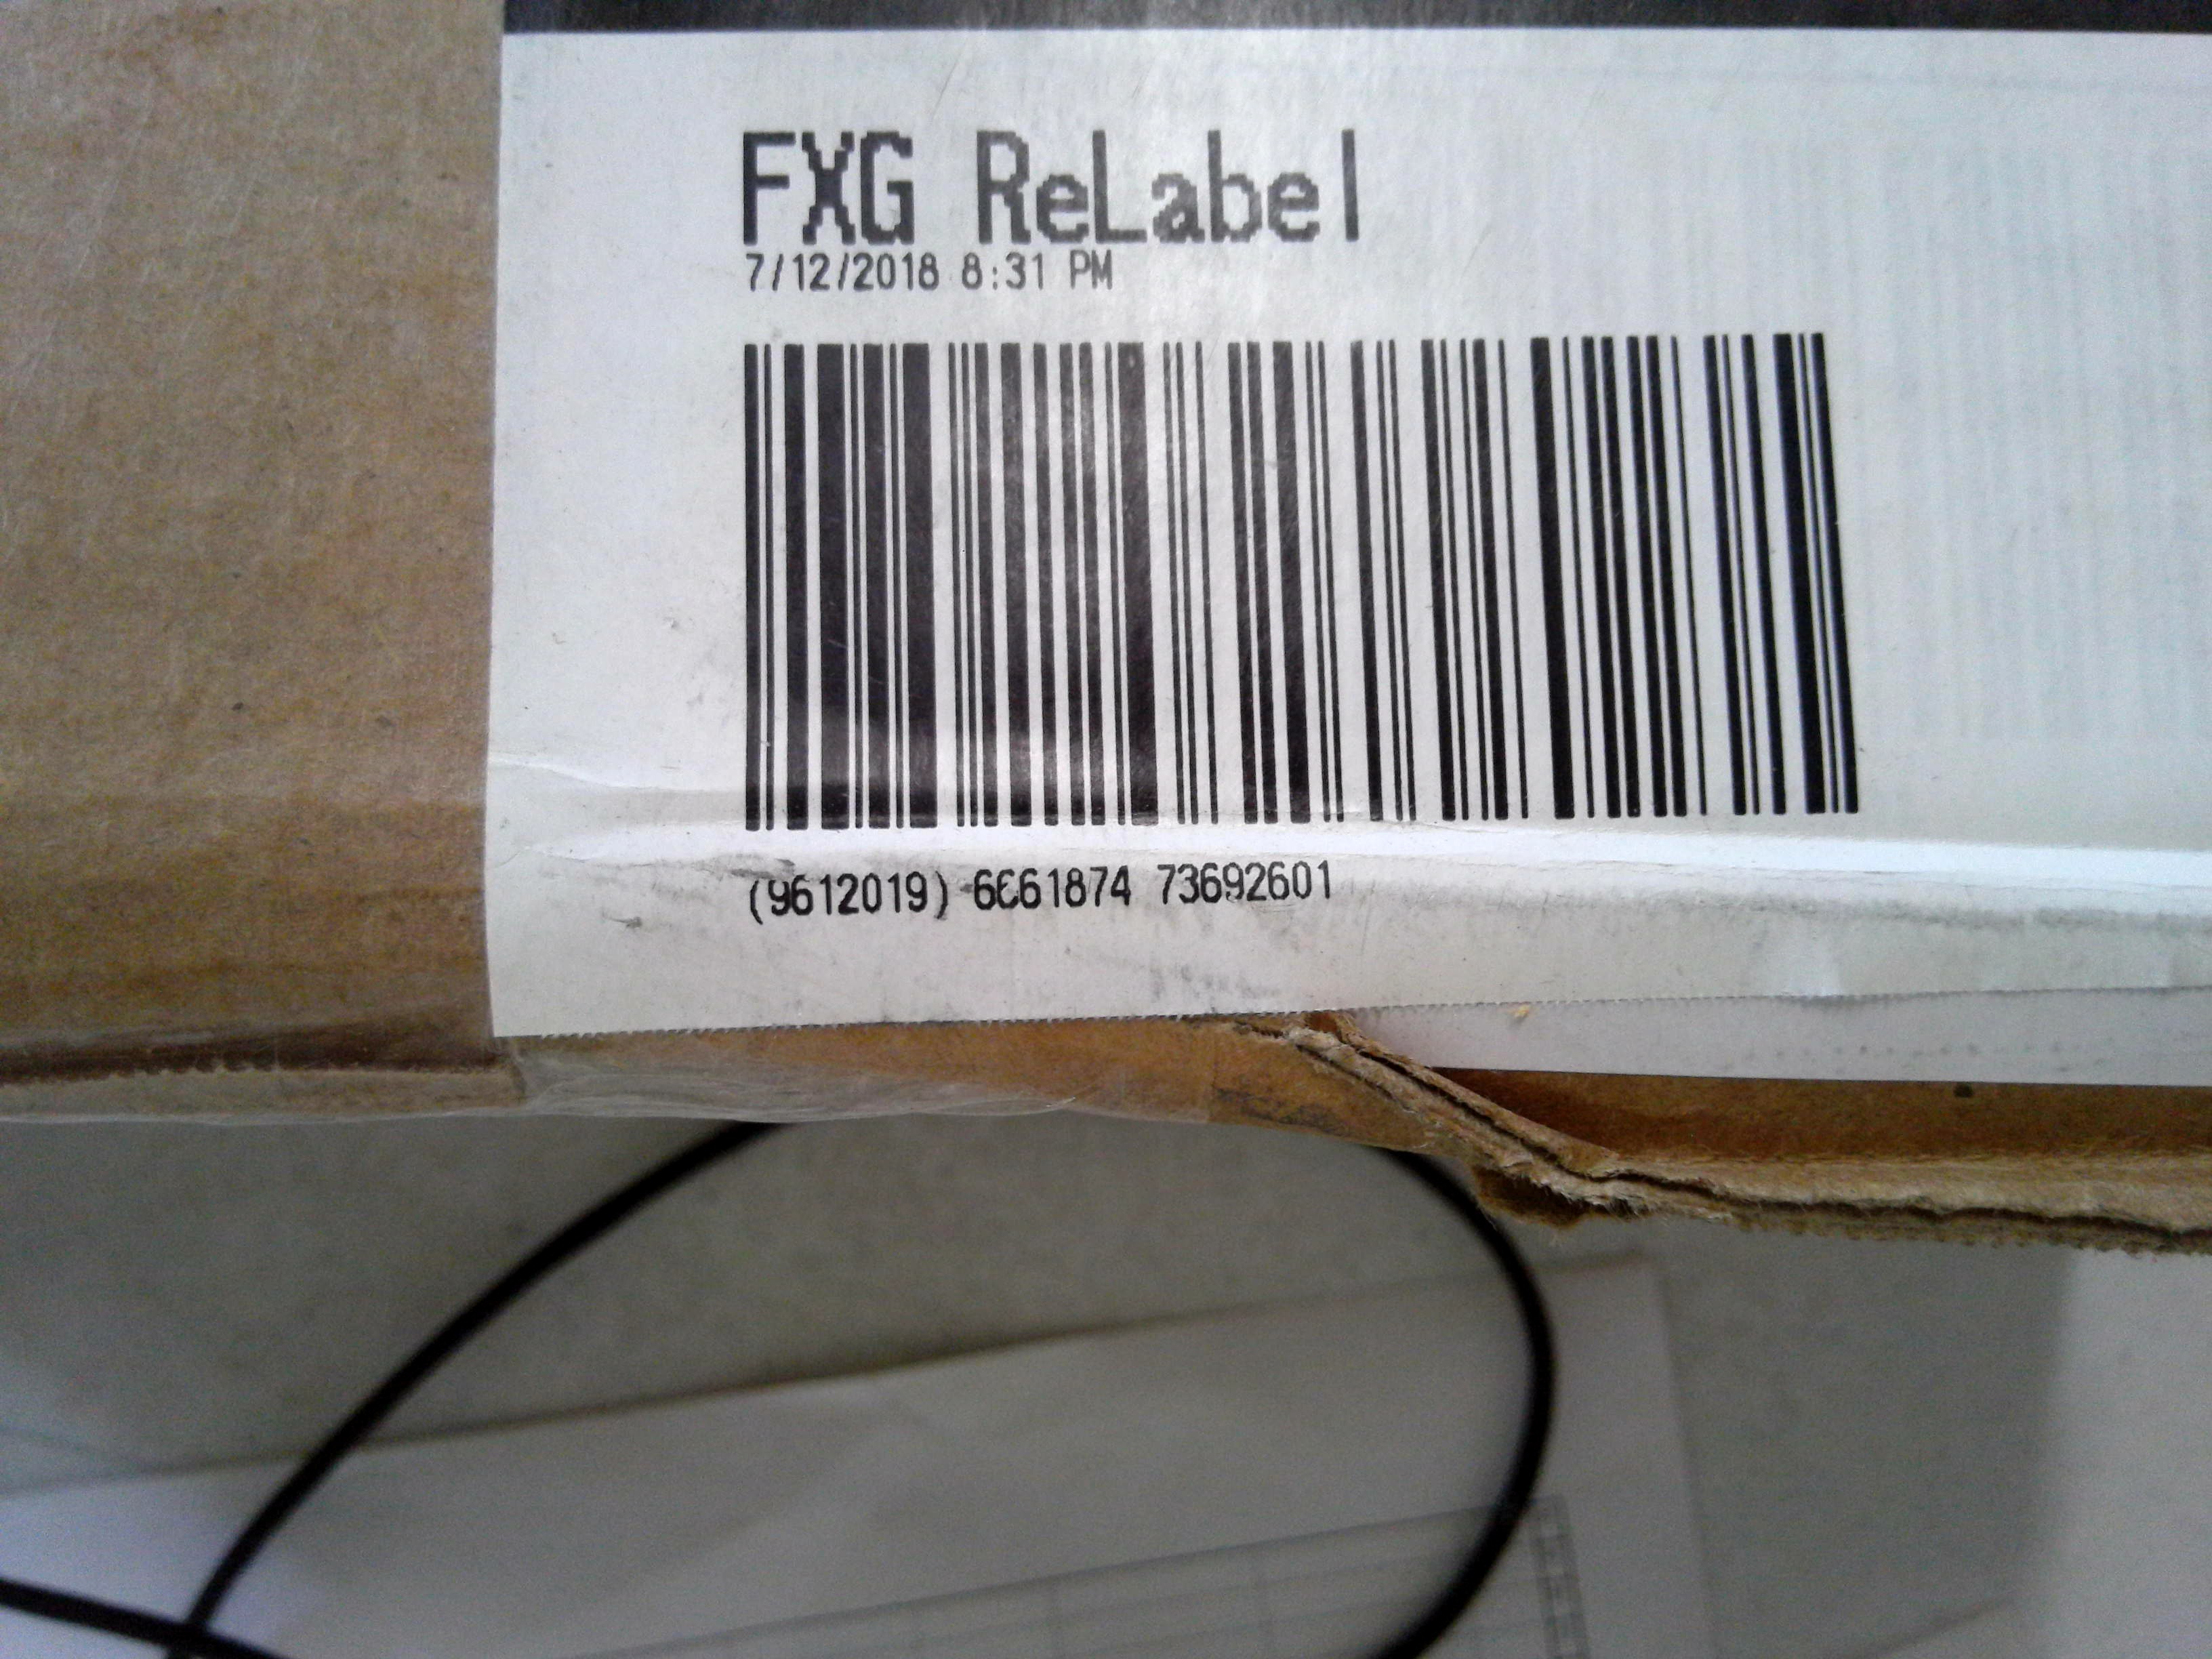 FXG ReLabel
7/12/2018 8:31 PM
(9612019) 6661874 73692601